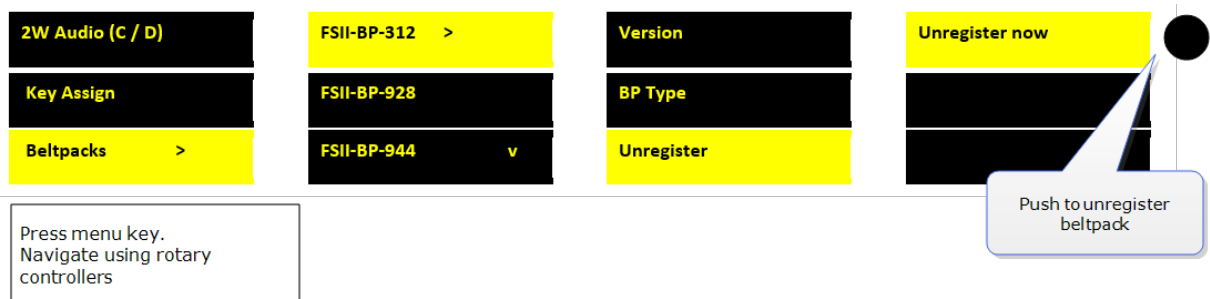 2W Audio (C / D)
Key Assign
Beltpacks >
FSII-BP-312 >
FSII-BP-928
FSII-BP-944 v
Version
BP Type
Unregister
Unregister now
Push to unregister
beltpack
Press menu key.
Navigate using rotary
controllers